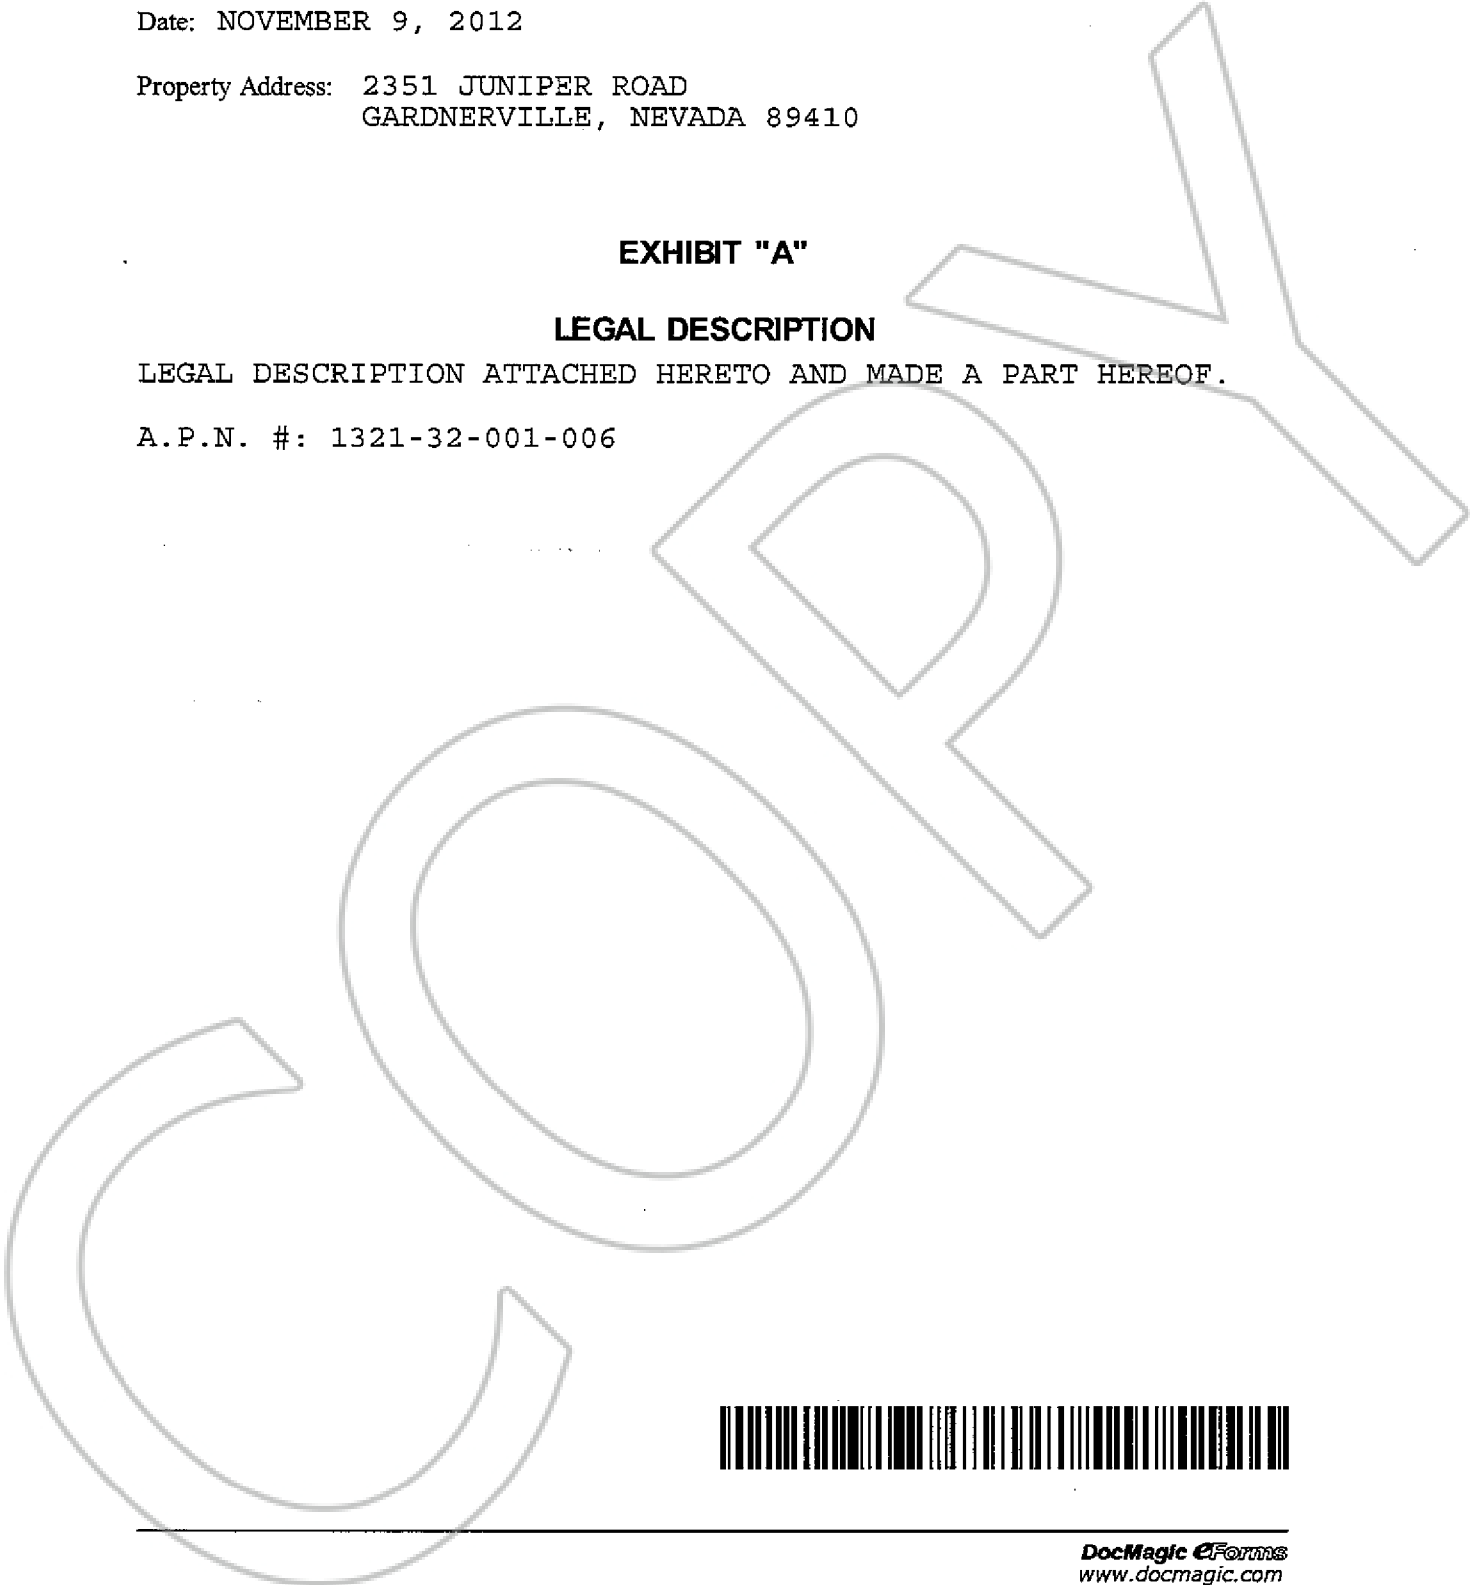 Date: NOVEMBER 9, 2012
Property Address: 2351 JUNIPER ROAD
GARDNERVILLE, NEVADA 89410
EXHIBIT "A"
LEGAL DESCRIPTION
LEGAL DESCRIPTION ATTACHED HERETO AND MADE A PART HEREOF.
A.P.N. #: 1321-32-001-006
COPY
DocMagic eForms
www.docmagic.com